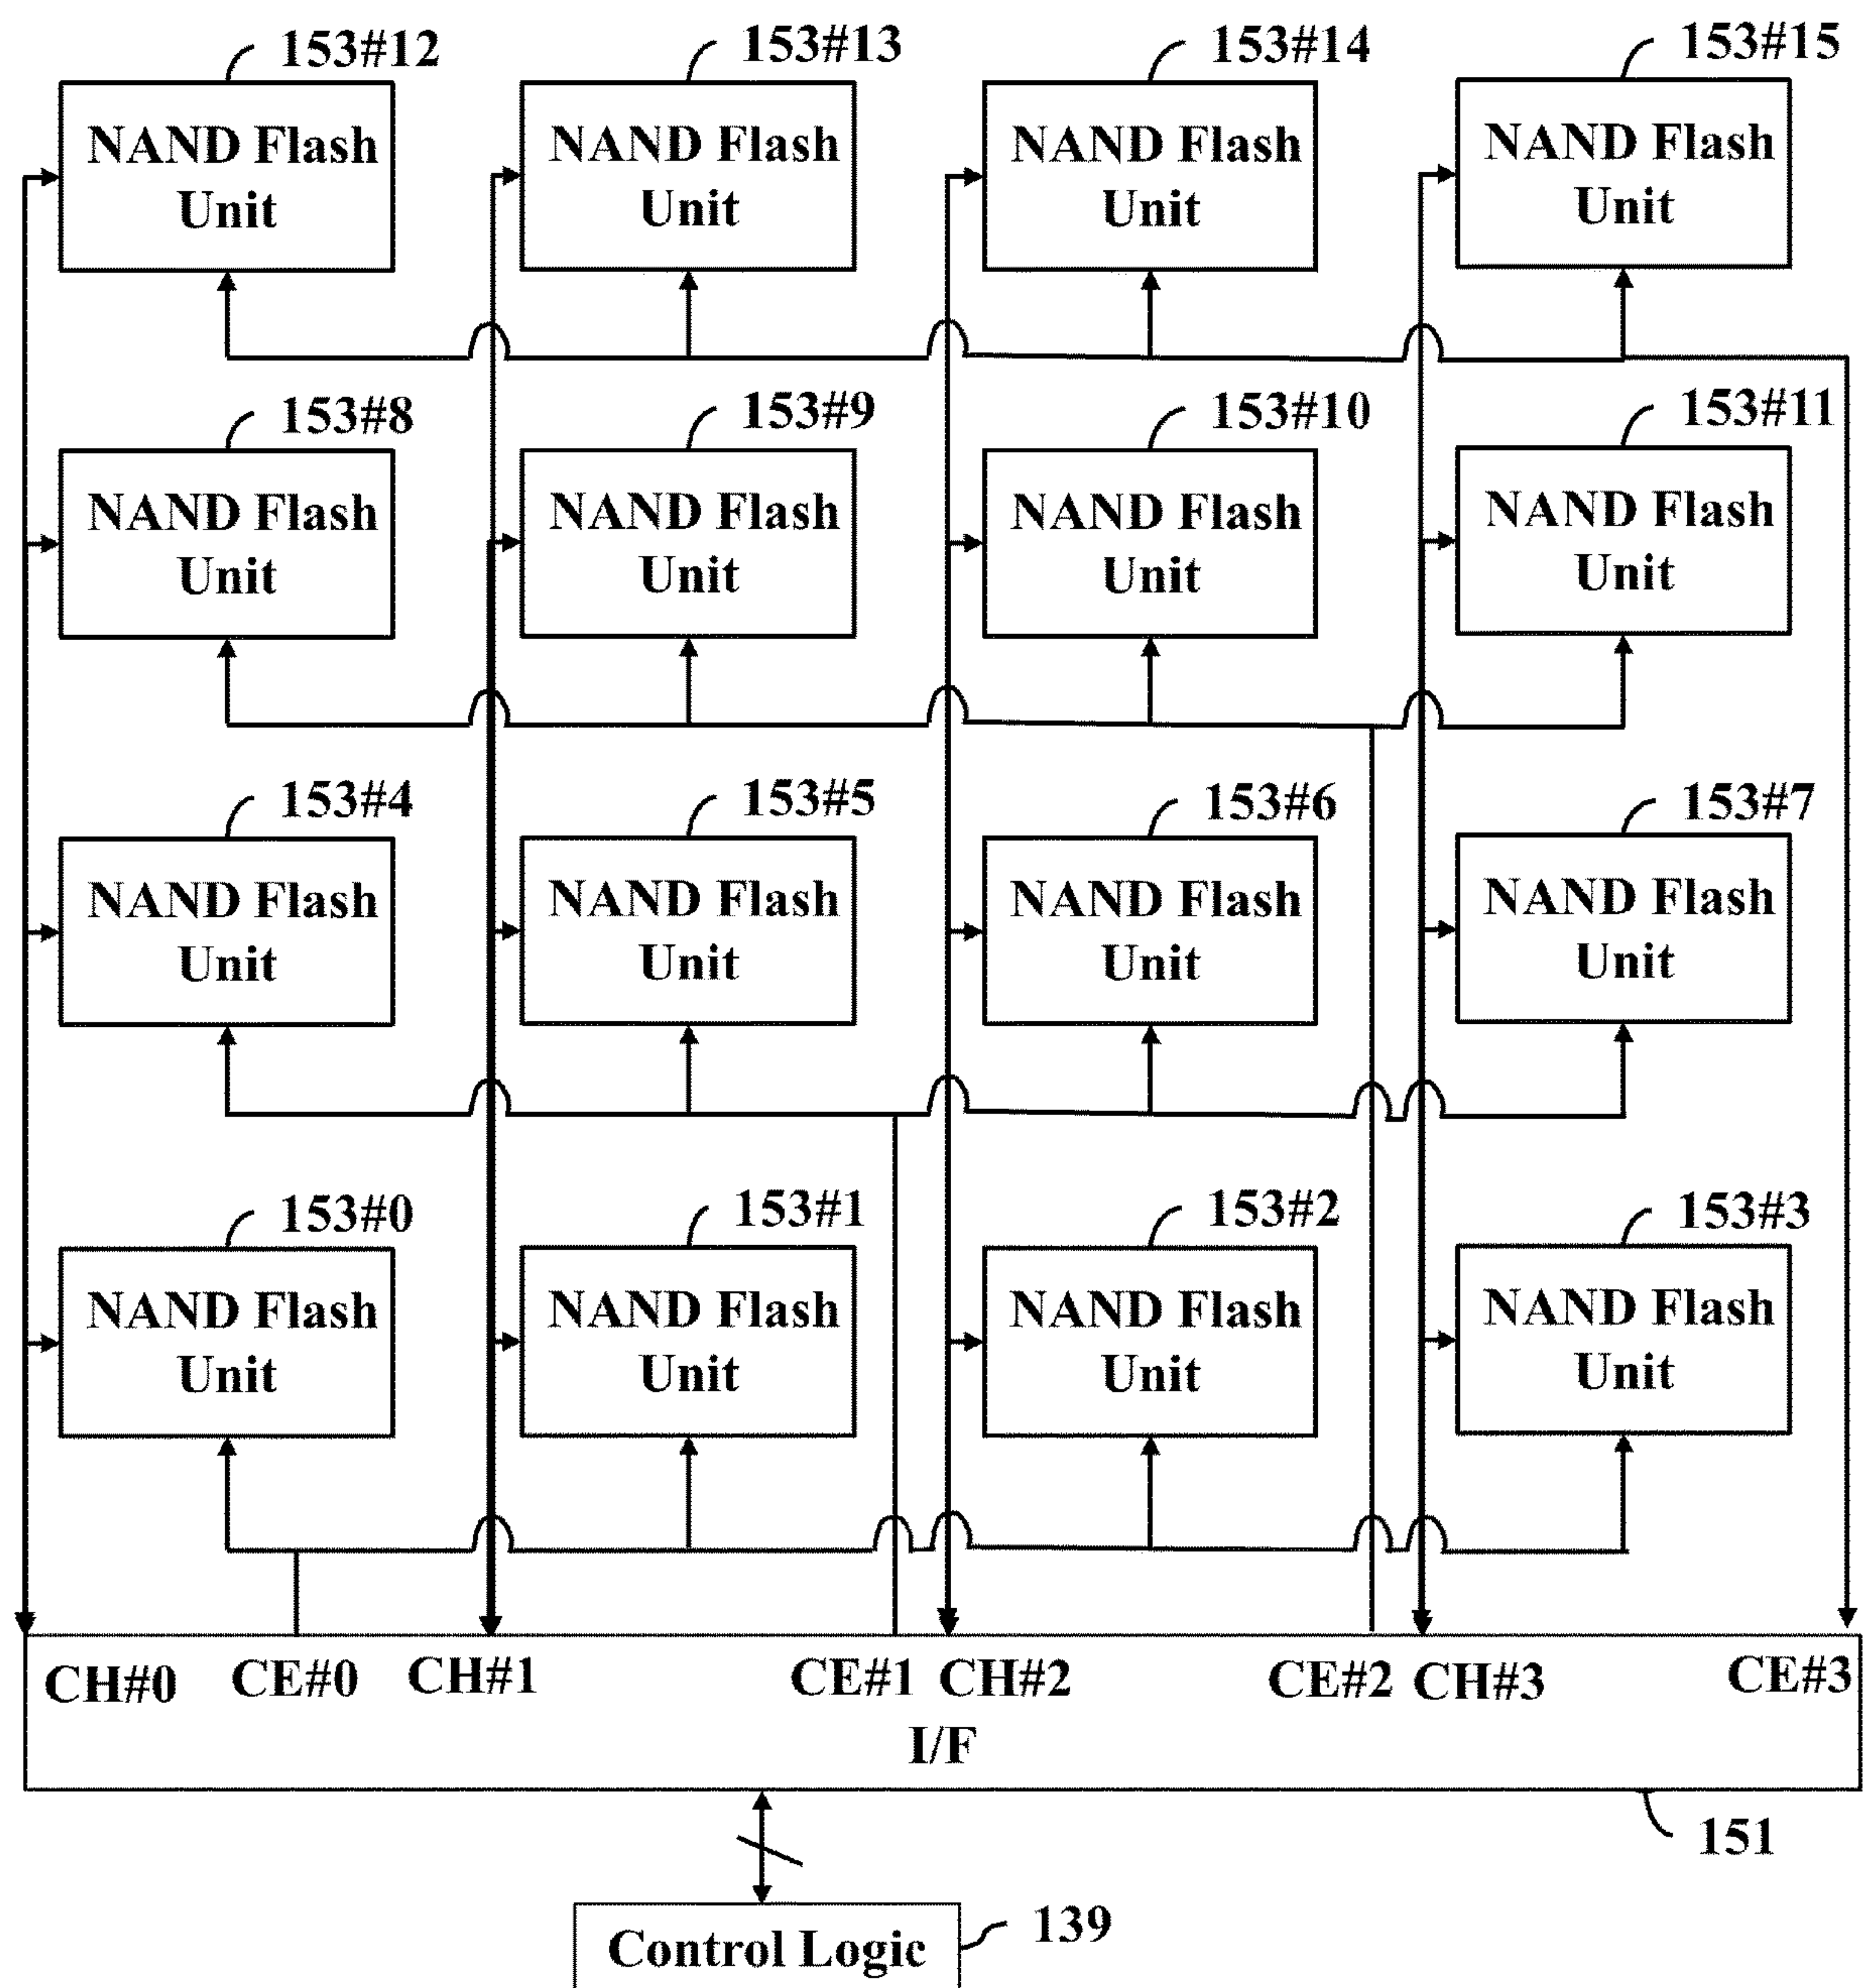 153#12
153#13
153#14
153#15
NAND Flash
Unit
NAND Flash
Unit
NAND Flash
Unit
NAND Flash
Unit
153#8
153#9
153#10
153#11
NAND Flash
Unit
NAND Flash
Unit
NAND Flash
Unit
NAND Flash
Unit
153#4
153#5
153#6
153#7
NAND Flash
Unit
NAND Flash
Unit
NAND Flash
Unit
NAND Flash
Unit
153#0
153#1
153#2
153#3
NAND Flash
Unit
NAND Flash
Unit
NAND Flash
Unit
NAND Flash
Unit
CH#0
CE#0
CH#1
CE#1
CH#2
CE#2
CH#3
CE#3
I/F
151
139
Control Logic